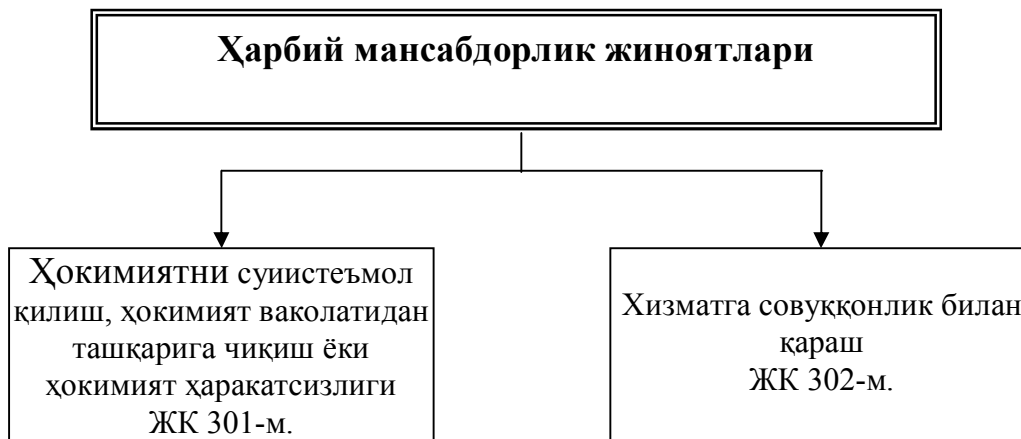 Ҳарбий мансабдорлик жиноятлари
Ҳокимиятни суиистеъмол
қилиш, ҳокимият ваколатидан
ташқарига чиқиш ёки
ҳокимият ҳаракатсизлиги
ЖК 301-м.
Хизматга совуққонлик билан
қараш
ЖК 302-м.